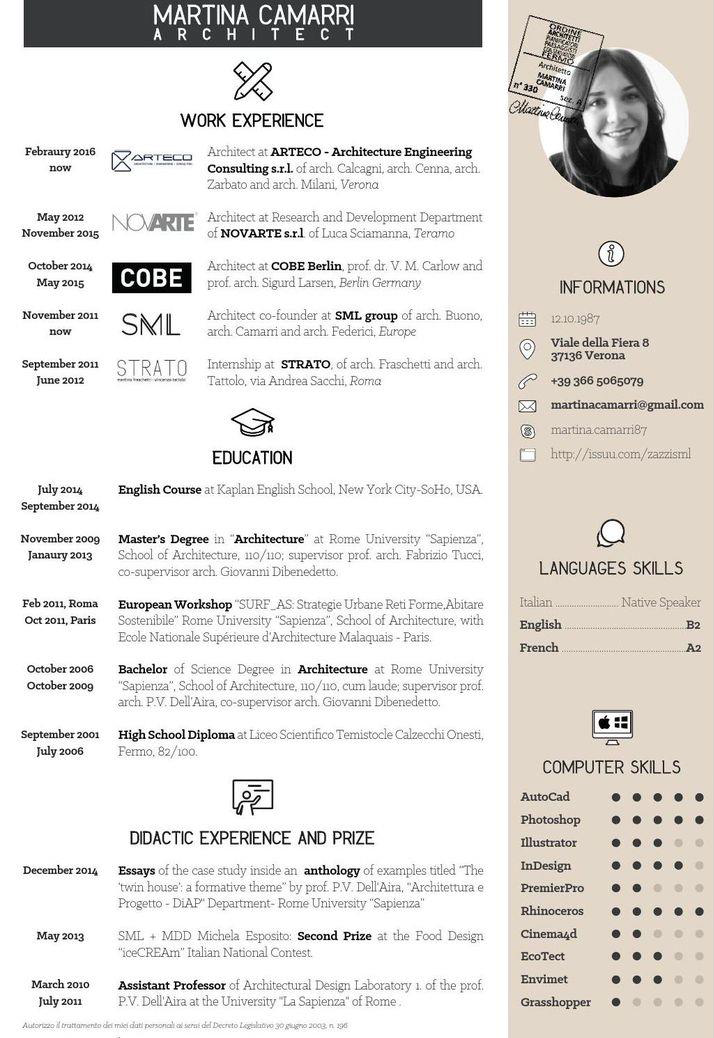 MARTINA CAMARRI
ARCHITECT
WORK EXPERIENCE
Febraury 2016
now
ARTECO
Architect at ARTECO - Architecture Engineering
Consulting s.r.l. of arch. Calcagni, arch. Cenna, arch.
Zarbato and arch. Milani, Verona
May 2012
November 2015
NOVARTE
Architect at Research and Development Department
of NOVARTE s.r.l. of Luca Sciamanna, Teramo
October 2014
May 2015
COBE
Architect at COBE Berlin, prof. dr. V. M. Carlow and
prof. arch. Sigurd Larsen, Berlin Germany
November 2011
now
SML
Architect co-founder at SML group of arch. Buono,
arch. Camarri and arch. Federici, Europe
September 2011
June 2012
STRATO
martino fraschetti - vincenzo tattolo
Internship at STRATO, of arch. Fraschetti and arch.
Tattolo, via Andrea Sacchi, Roma
EDUCATION
July 2014
September 2014
English Course at Kaplan English School, New York City-SoHo, USA.
November 2009
Janaury 2013
Master's Degree in "Architecture" at Rome University "Sapienza",
School of Architecture, 110/110; supervisor prof. arch. Fabrizio Tucci,
co-supervisor arch. Giovanni Dibenedetto.
Feb 2011, Roma
Oct 2011, Paris
European Workshop "SURF_AS: Strategie Urbane Reti Forme,Abitare
Sostenibile" Rome University "Sapienza", School of Architecture, with
Ecole Nationale Supérieure d'Architecture Malaquais - Paris.
October 2006
October 2009
Bachelor of Science Degree in Architecture at Rome University
"Sapienza", School of Architecture, 110/110, cum laude; supervisor prof.
arch. P.V. Dell'Aira, co-supervisor arch. Giovanni Dibenedetto.
September 2001
July 2006
High School Diploma at Liceo Scientifico Temistocle Calzecchi Onesti,
Fermo, 82/100.
DIDACTIC EXPERIENCE AND PRIZE
December 2014
Essays of the case study inside an anthology of examples titled "The
'twin house': a formative theme" by prof. P.V. Dell'Aira, "Architettura e
Progetto - DiAP" Department- Rome University "Sapienza"
May 2013
SML + MDD Michela Esposito: Second Prize at the Food Design
"iceCREAm" Italian National Contest.
March 2010
July 2011
Assistant Professor of Architectural Design Laboratory 1. of the prof.
P.V. Dell'Aira at the University "La Sapienza" of Rome .
Autorizzo il trattamento dei miei dati personali ai sensi del Decreto Legislativo 30 giugno 2003, n. 196
ORDINE
ARCHITETTI
PIANIFICATORI
PAESAGGISTI
FERMO
Architetto
MARTINA
CAMARRI
n° 330
sez. A
INFORMATIONS
12.10.1987
Viale della Fiera 8
37136 Verona
+39 366 5065079
martinacamarri@gmail.com
martina.camarri87
http://issuu.com/zazzisml
LANGUAGES SKILLS
Italian ........................ Native Speaker
English .............................................B2
French ..............................................A2
COMPUTER SKILLS
AutoCad
Photoshop
Illustrator
InDesign
PremierPro
Rhinoceros
Cinema4d
EcoTect
Envimet
Grasshopper